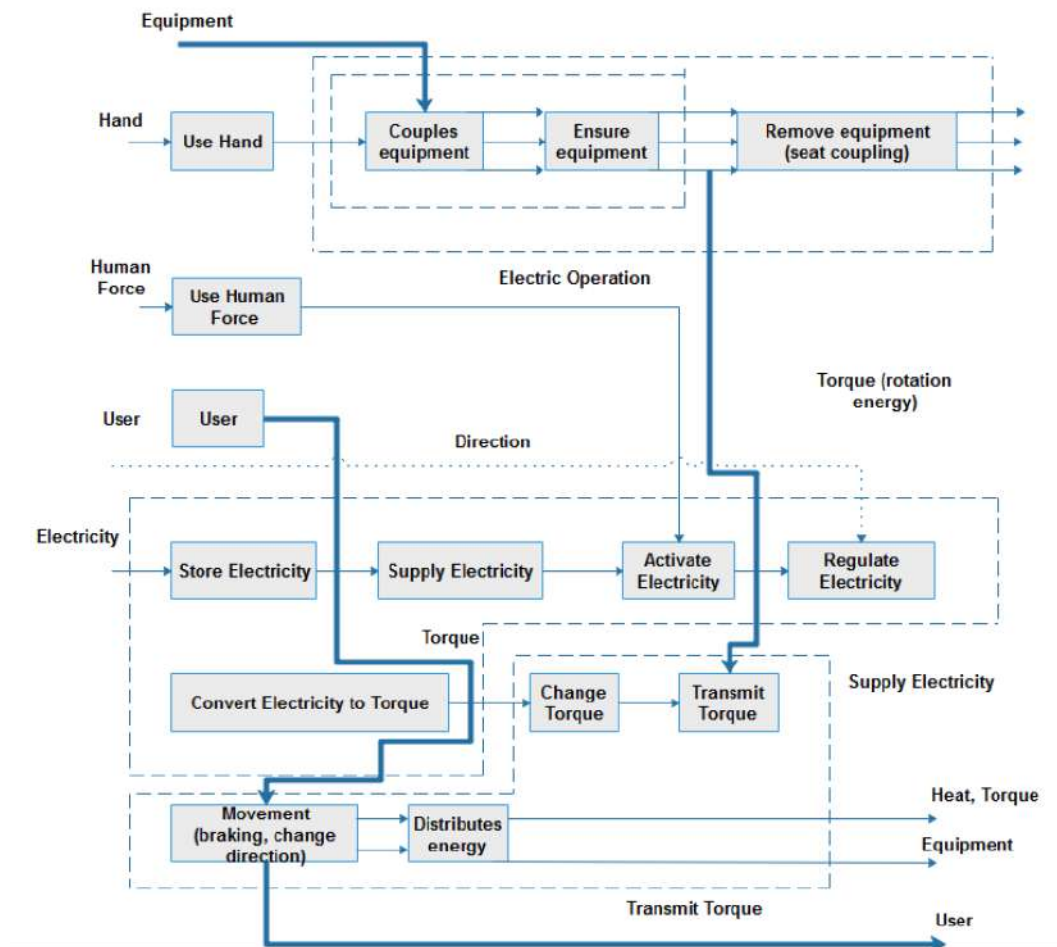 Equipment
Hand
Use Hand
Couples
equipment
Ensure
equipment
Remove equipment
(seat coupling)
Human
Force
Use Human
Force
Electric Operation
Torque (rotation
energy)
User
User
Direction
Electricity
Store Electricity
Supply Electricity
Activate
Electricity
Regulate
Electricity
Torque
Convert Electricity to Torque
Change
Torque
Transmit
Torque
Supply Electricity
Movement
(braking, change
direction)
Distributes
energy
Heat, Torque
Equipment
Transmit Torque
User